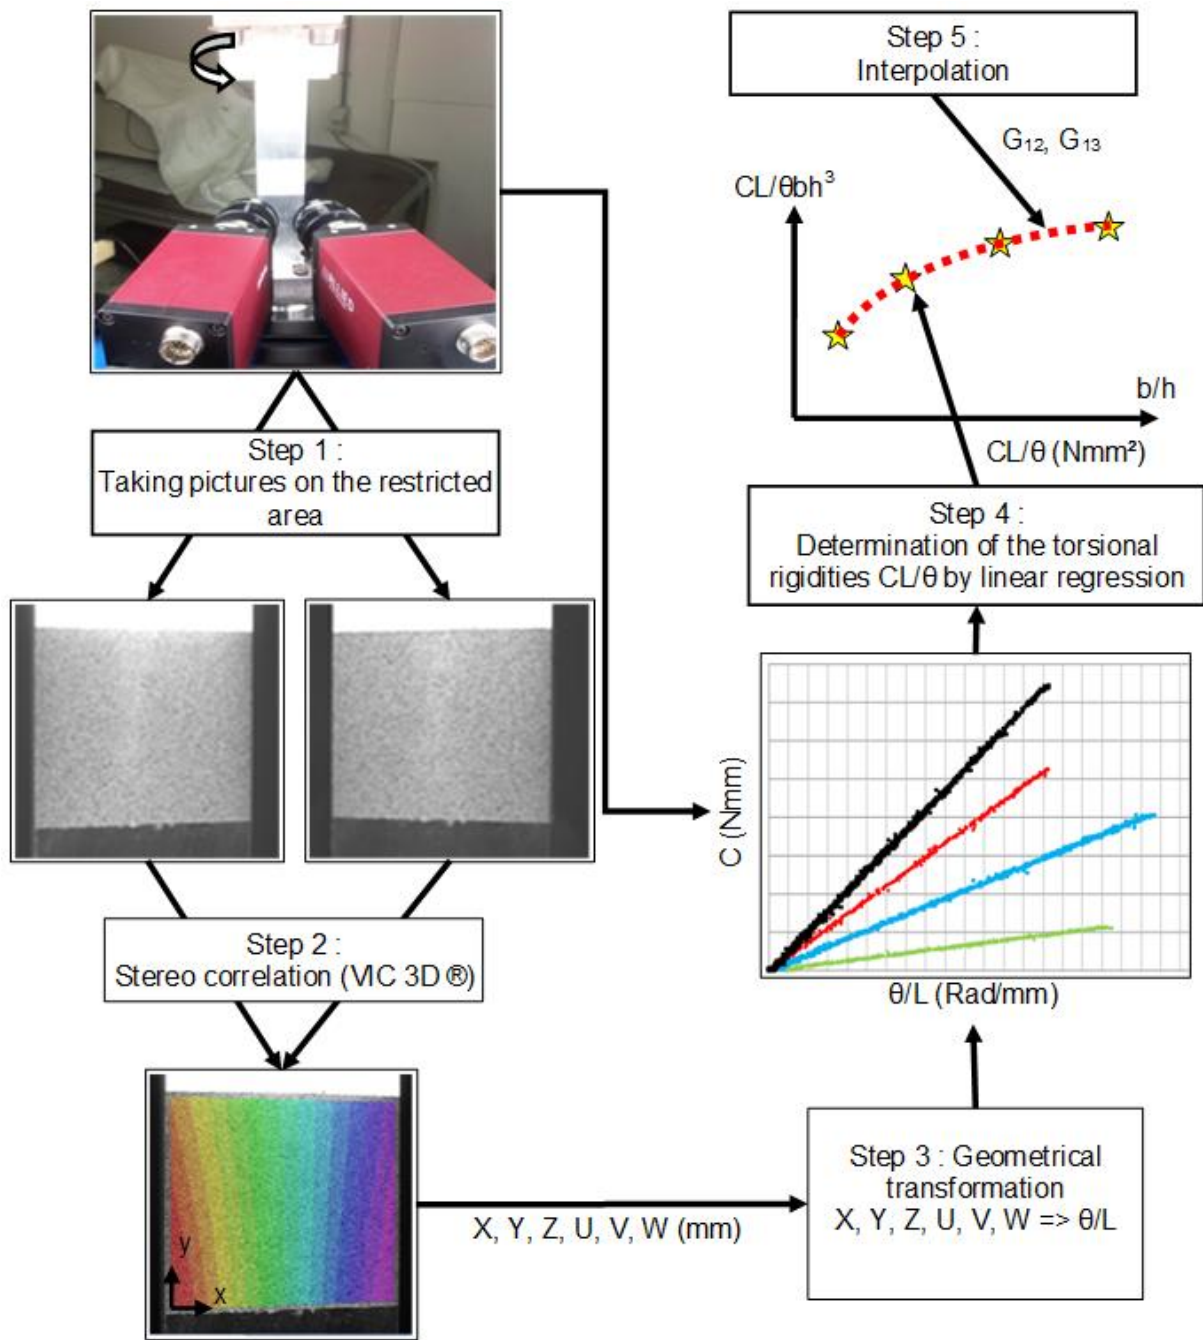 Step 1 :
Taking pictures on the restricted
area
Step 2 :
Stereo correlation (VIC 3D ®)
y
x
X, Y, Z, U, V, W (mm)
Step 3 : Geometrical
transformation
X, Y, Z, U, V, W => θ/L
C (Nmm)
θ/L (Rad/mm)
Step 4 :
Determination of the torsional
rigidities CL/θ by linear regression
CL/θ (Nmm²)
Step 5 :
Interpolation
G₁₂, G₁₃
CL/θbh³
b/h